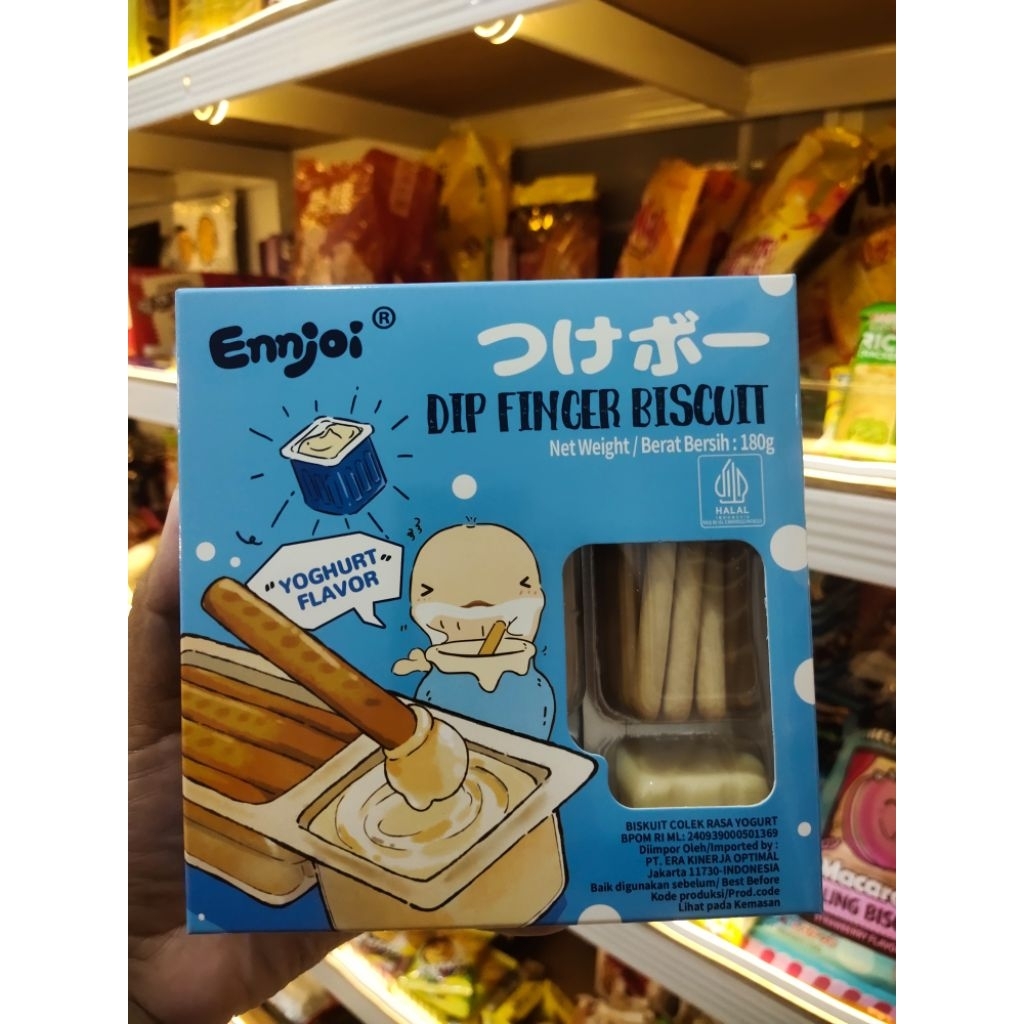 Ennjoi®
つけボー
DIP FINGER BISCUIT
Net Weight / Berat Bersih : 180g
HALAL
INDONESIA
"YOGHURT"
FLAVOR
BISKUIT COLEK RASA YOGURT
BPOM RI ML: 240939000501369
Diimpor Oleh/Imported by :
PT. ERA KINERJA OPTIMAL
Jakarta 11730-INDONESIA
Baik digunakan sebelum/ Best Before
Kode produksi/Prod.code
Lihat pada Kemasan